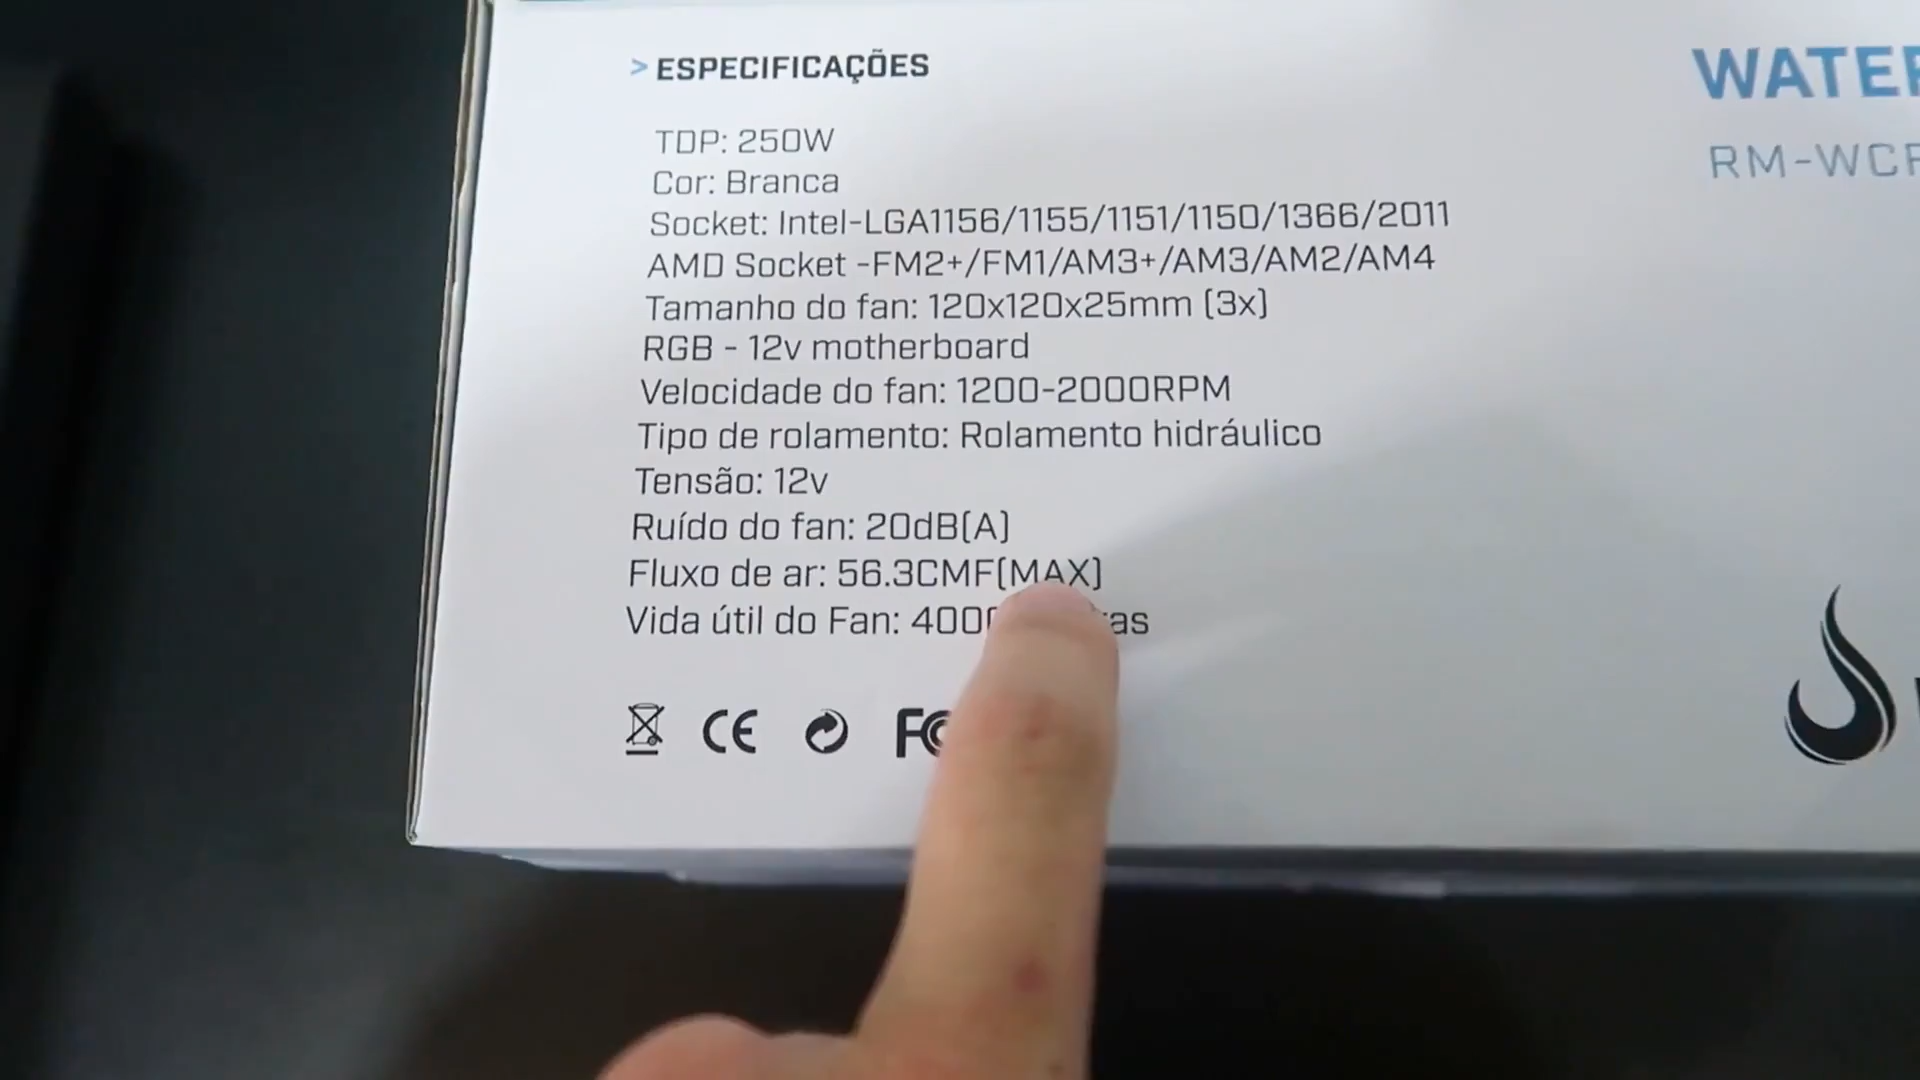 > ESPECIFICAÇÕES
TDP: 250W
Cor: Branca
Socket: Intel-LGA1156/1155/1151/1150/1366/2011
AMD Socket -FM2+/FM1/AM3+/AM3/AM2/AM4
Tamanho do fan: 120x120x25mm (3x)
RGB - 12v motherboard
Velocidade do fan: 1200-2000RPM
Tipo de rolamento: Rolamento hidráulico
Tensão: 12v
Ruído do fan: 20dB(A)
Fluxo de ar: 56.3CMF(MAX)
Vida útil do Fan:
CE
WATER
RM-WCF